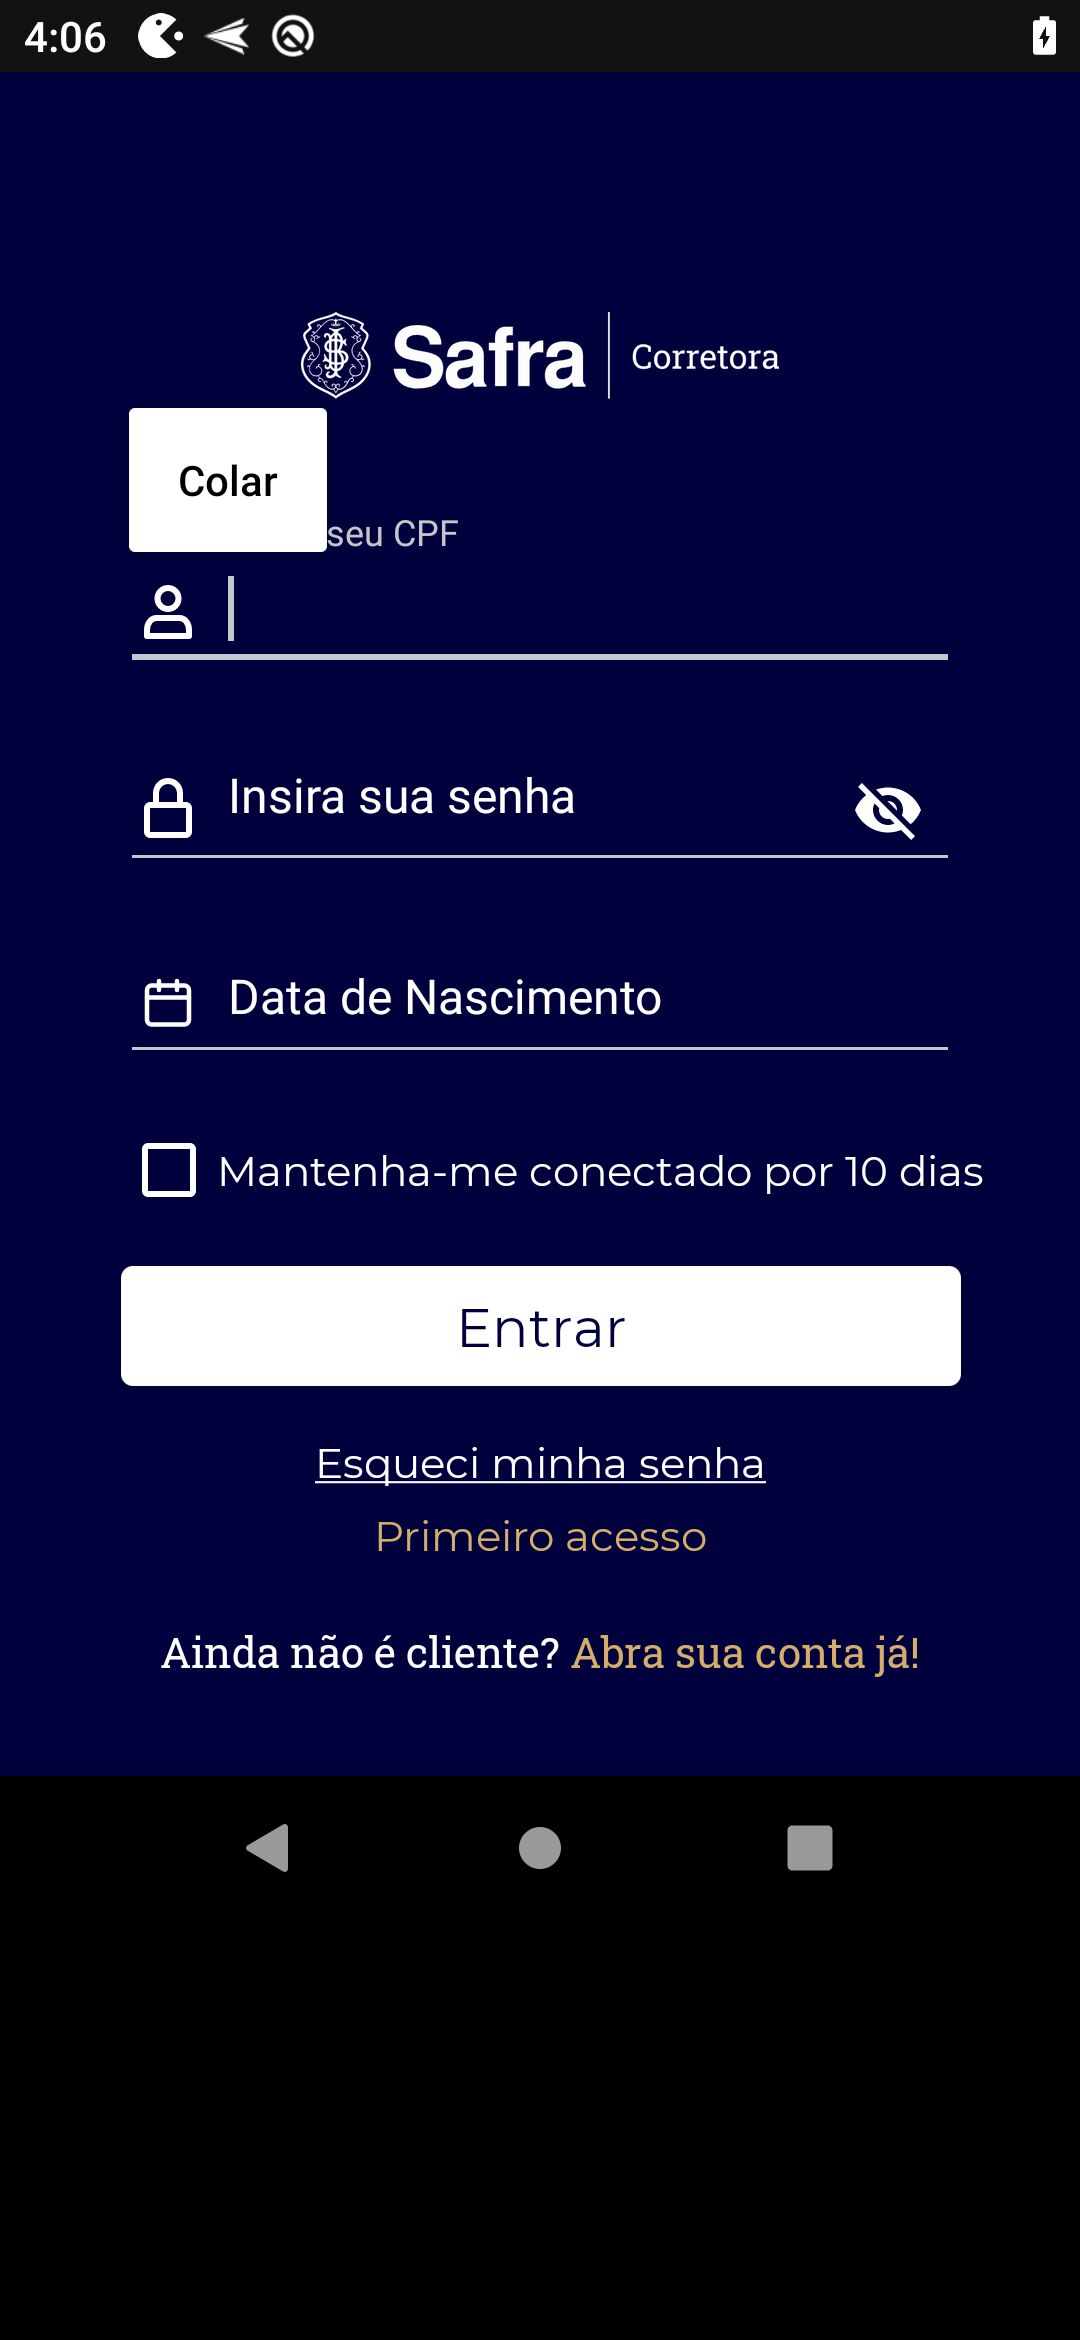 4:06
Safra Corretora
Colar
seu CPF
Insira sua senha
Data de Nascimento
Mantenha-me conectado por 10 dias
Entrar
Esqueci minha senha
Primeiro acesso
Ainda não é cliente? Abra sua conta já!